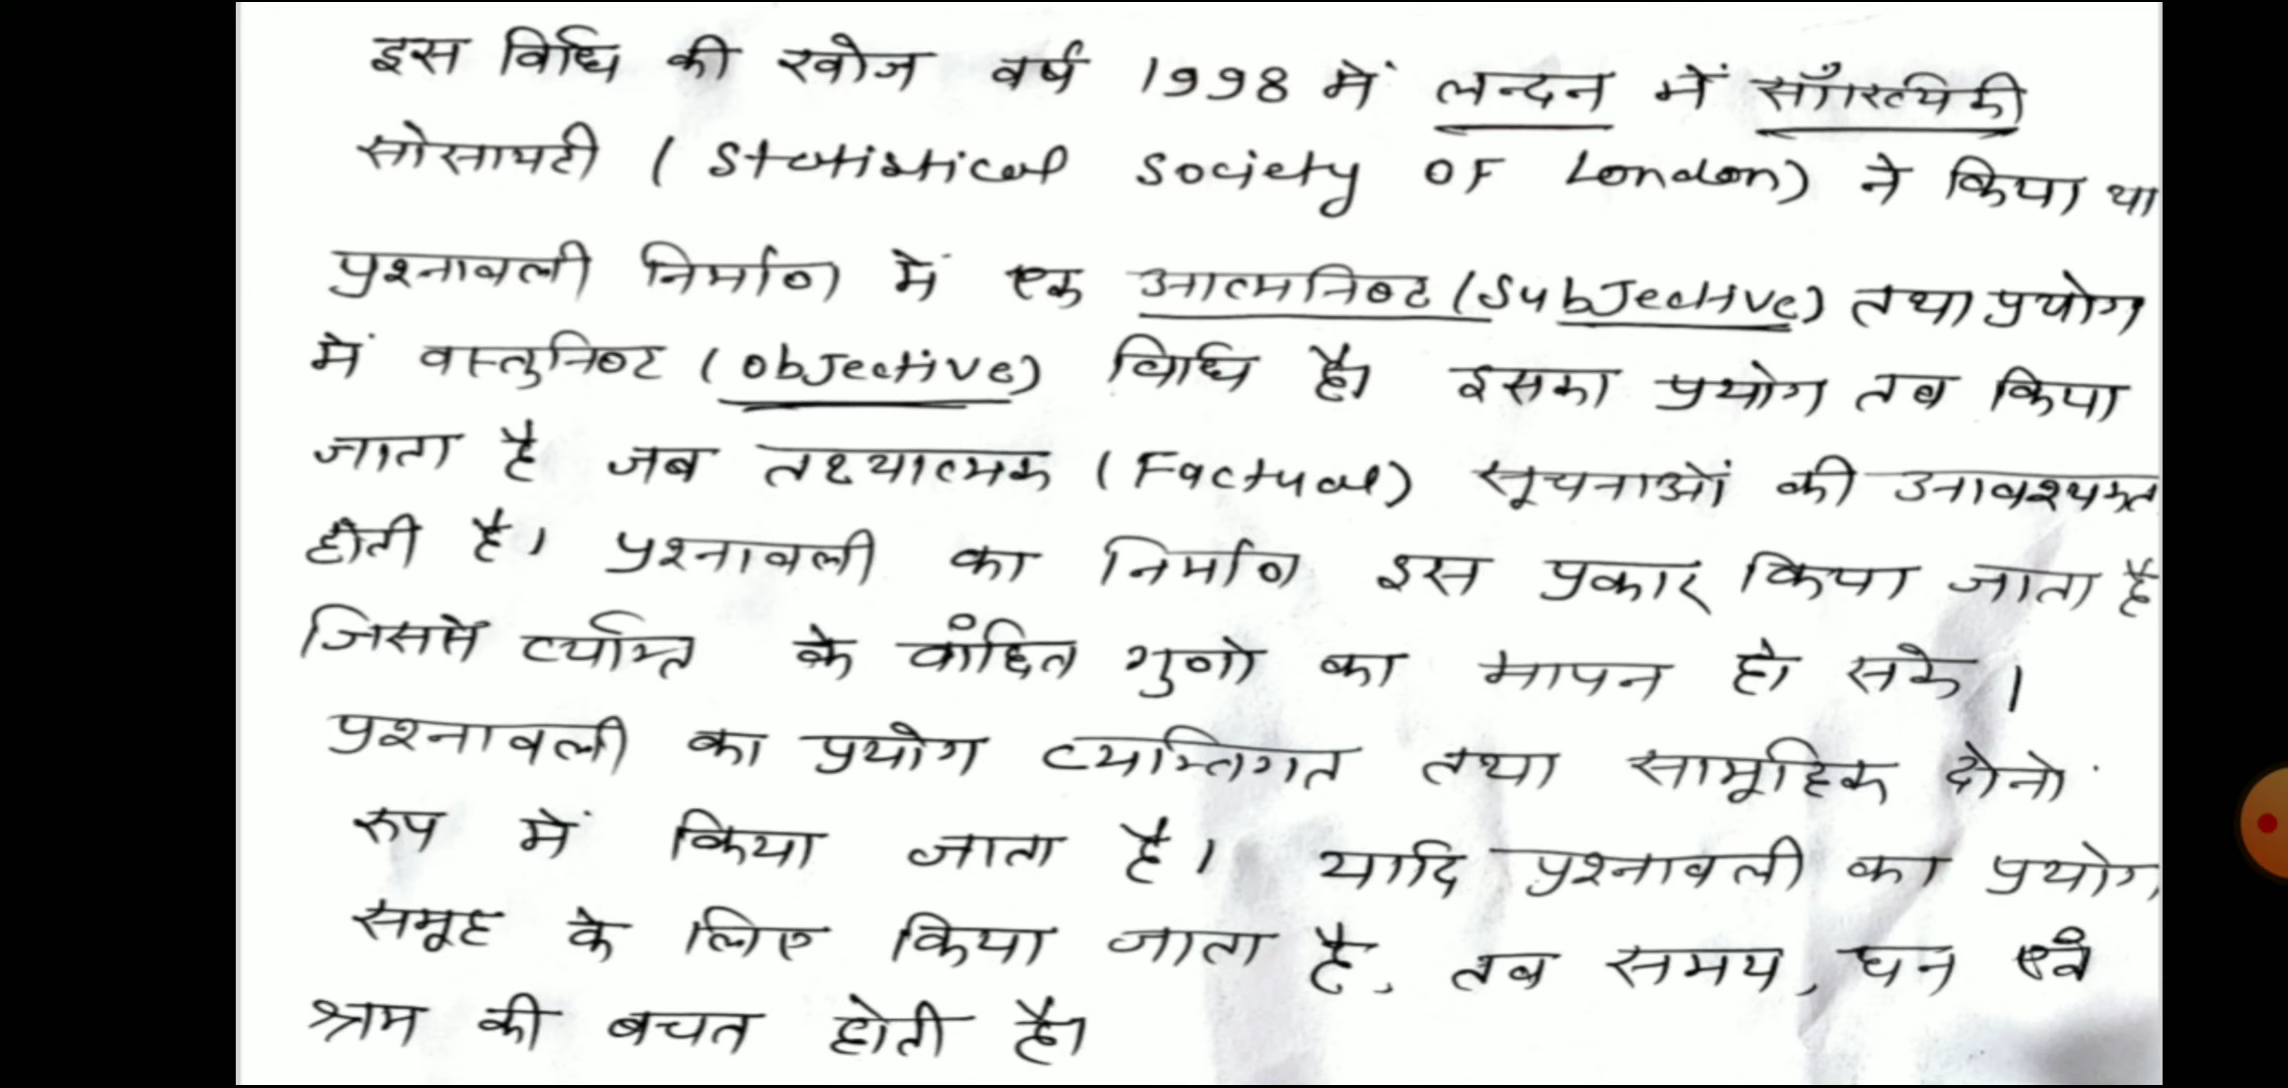 इस विधि की खोज वर्ष 1998 में लन्दन में साँख्यिकी
सोसायटी ( Statistical Society OF London) ने किया था
प्रश्नावली निर्माण में एक आत्मनिष्ट (SubJective) तथा प्रयोग
में वस्तुनिष्ट (ObJective) विधि है। इसका प्रयोग तब किया
जाता है जब तथ्यात्मक (Factual) सूचनाओं की आवश्यकत
होती है। प्रश्नावली का निर्माण इस प्रकार किया जाता है
जिसमें व्यक्ति के वांछित गुणो का मापन हो सके।
प्रश्नावली का प्रयोग व्यक्तिगत तथा सामूहिक दोनो
रुप में किया जाता है। यदि प्रश्नावली का प्रयोग
समूह के लिए किया जाता है, तब समय, धन एवं
श्रम की बचत होती है।